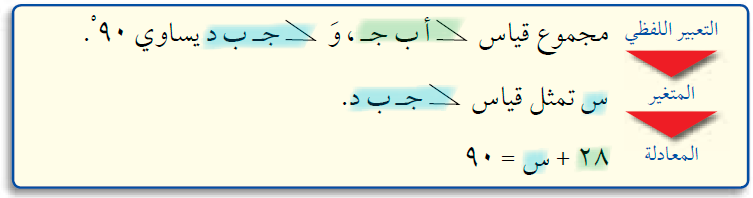 التعبير اللفظي مجموع قياس ∠ أ ب جـ ، وَ ∠ جـ ب د يساوي ٩٠°.
المتغير س تمثل قياس ∠ جـ ب د.
المعادلة ٢٨ + س = ٩٠